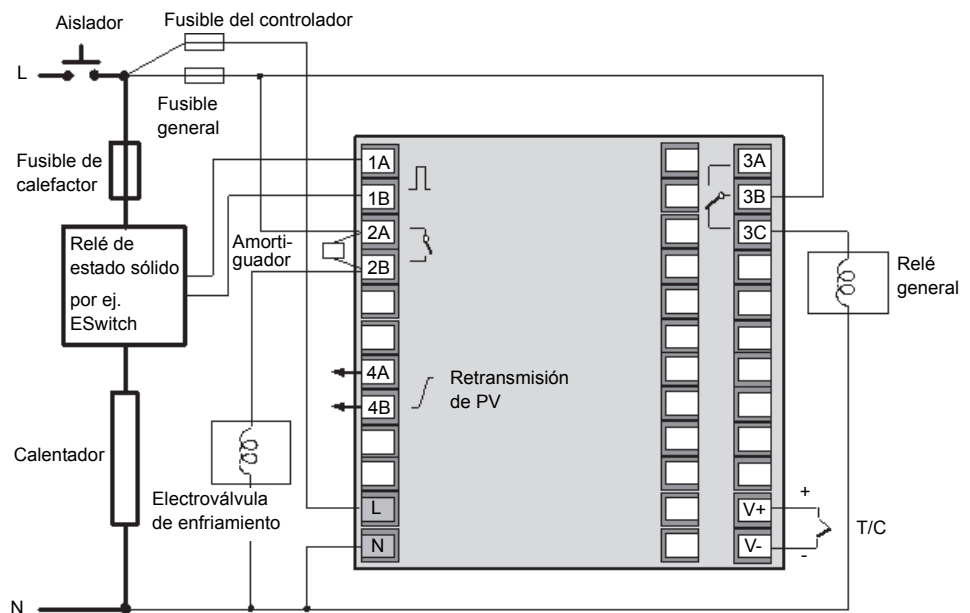 Aislador
Fusible del controlador
L
Fusible
general
Fusible de
calefactor
Relé de
estado sólido
por ej.
ESwitch
Amorti-
guador
Calentador
Electroválvula
de enfriamiento
N
1A
1B
2A
2B
4A
4B
L
N
Retransmisión
de PV
3A
3B
3C
V+
V-
Relé
general
+
T/C
-